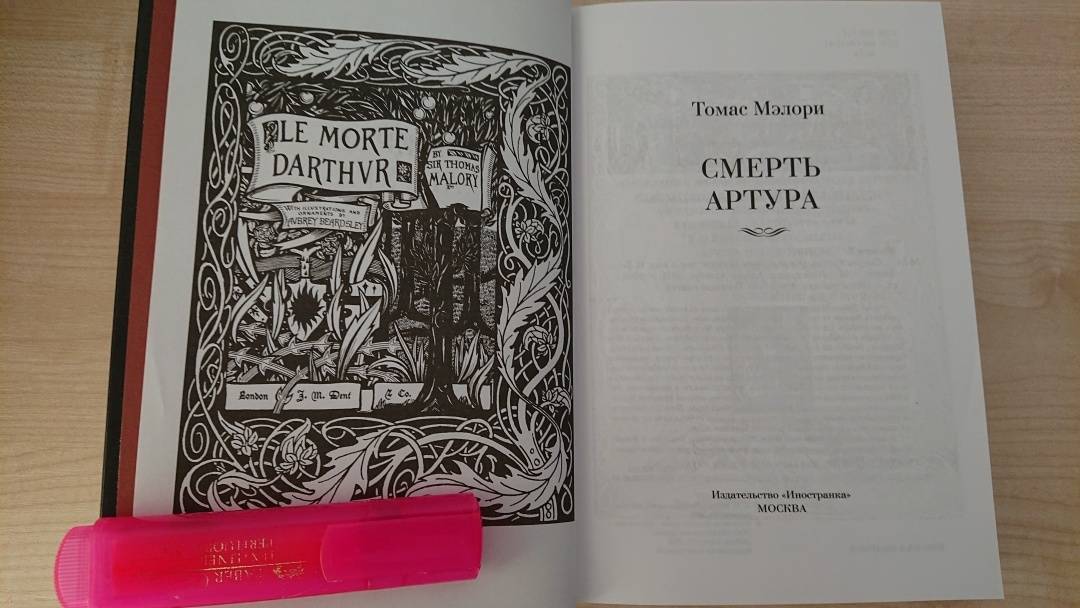 LE MORTE
DARTHVR
BY
SIR THOMAS
MALORY
WITH ILLUSTRATIONS AND
ORNAMENTS BY
AVBREY BEARDSLEY
London
J. M. Dent
& Co.
Томас Мэлори
СМЕРТЬ
АРТУРА
Издательство «Иностранка»
МОСКВА